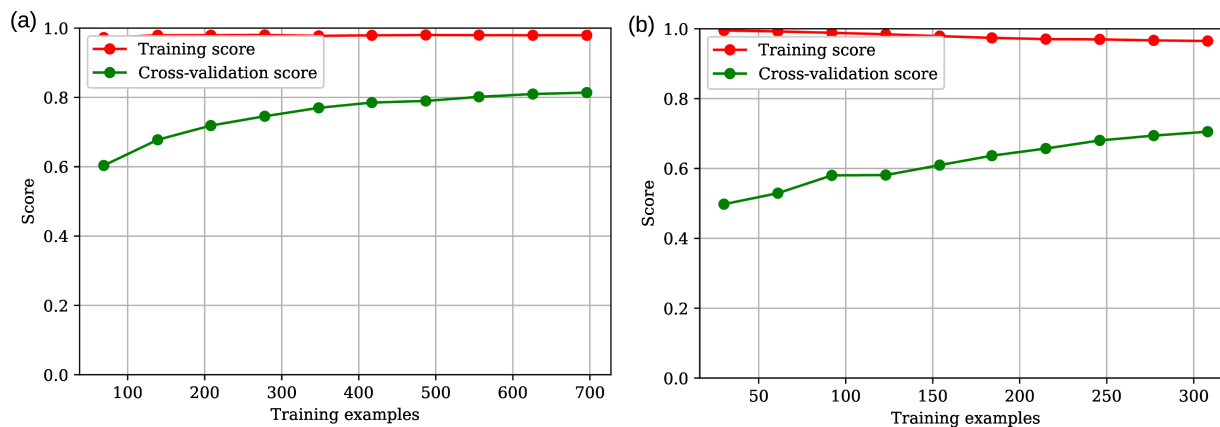 (a)
1.0
0.8
0.6
0.4
0.2
0.0
Score
Training score
Cross-validation score
100 200 300 400 500 600 700
Training examples
(b)
1.0
0.8
0.6
0.4
0.2
0.0
Score
Training score
Cross-validation score
50 100 150 200 250 300
Training examples